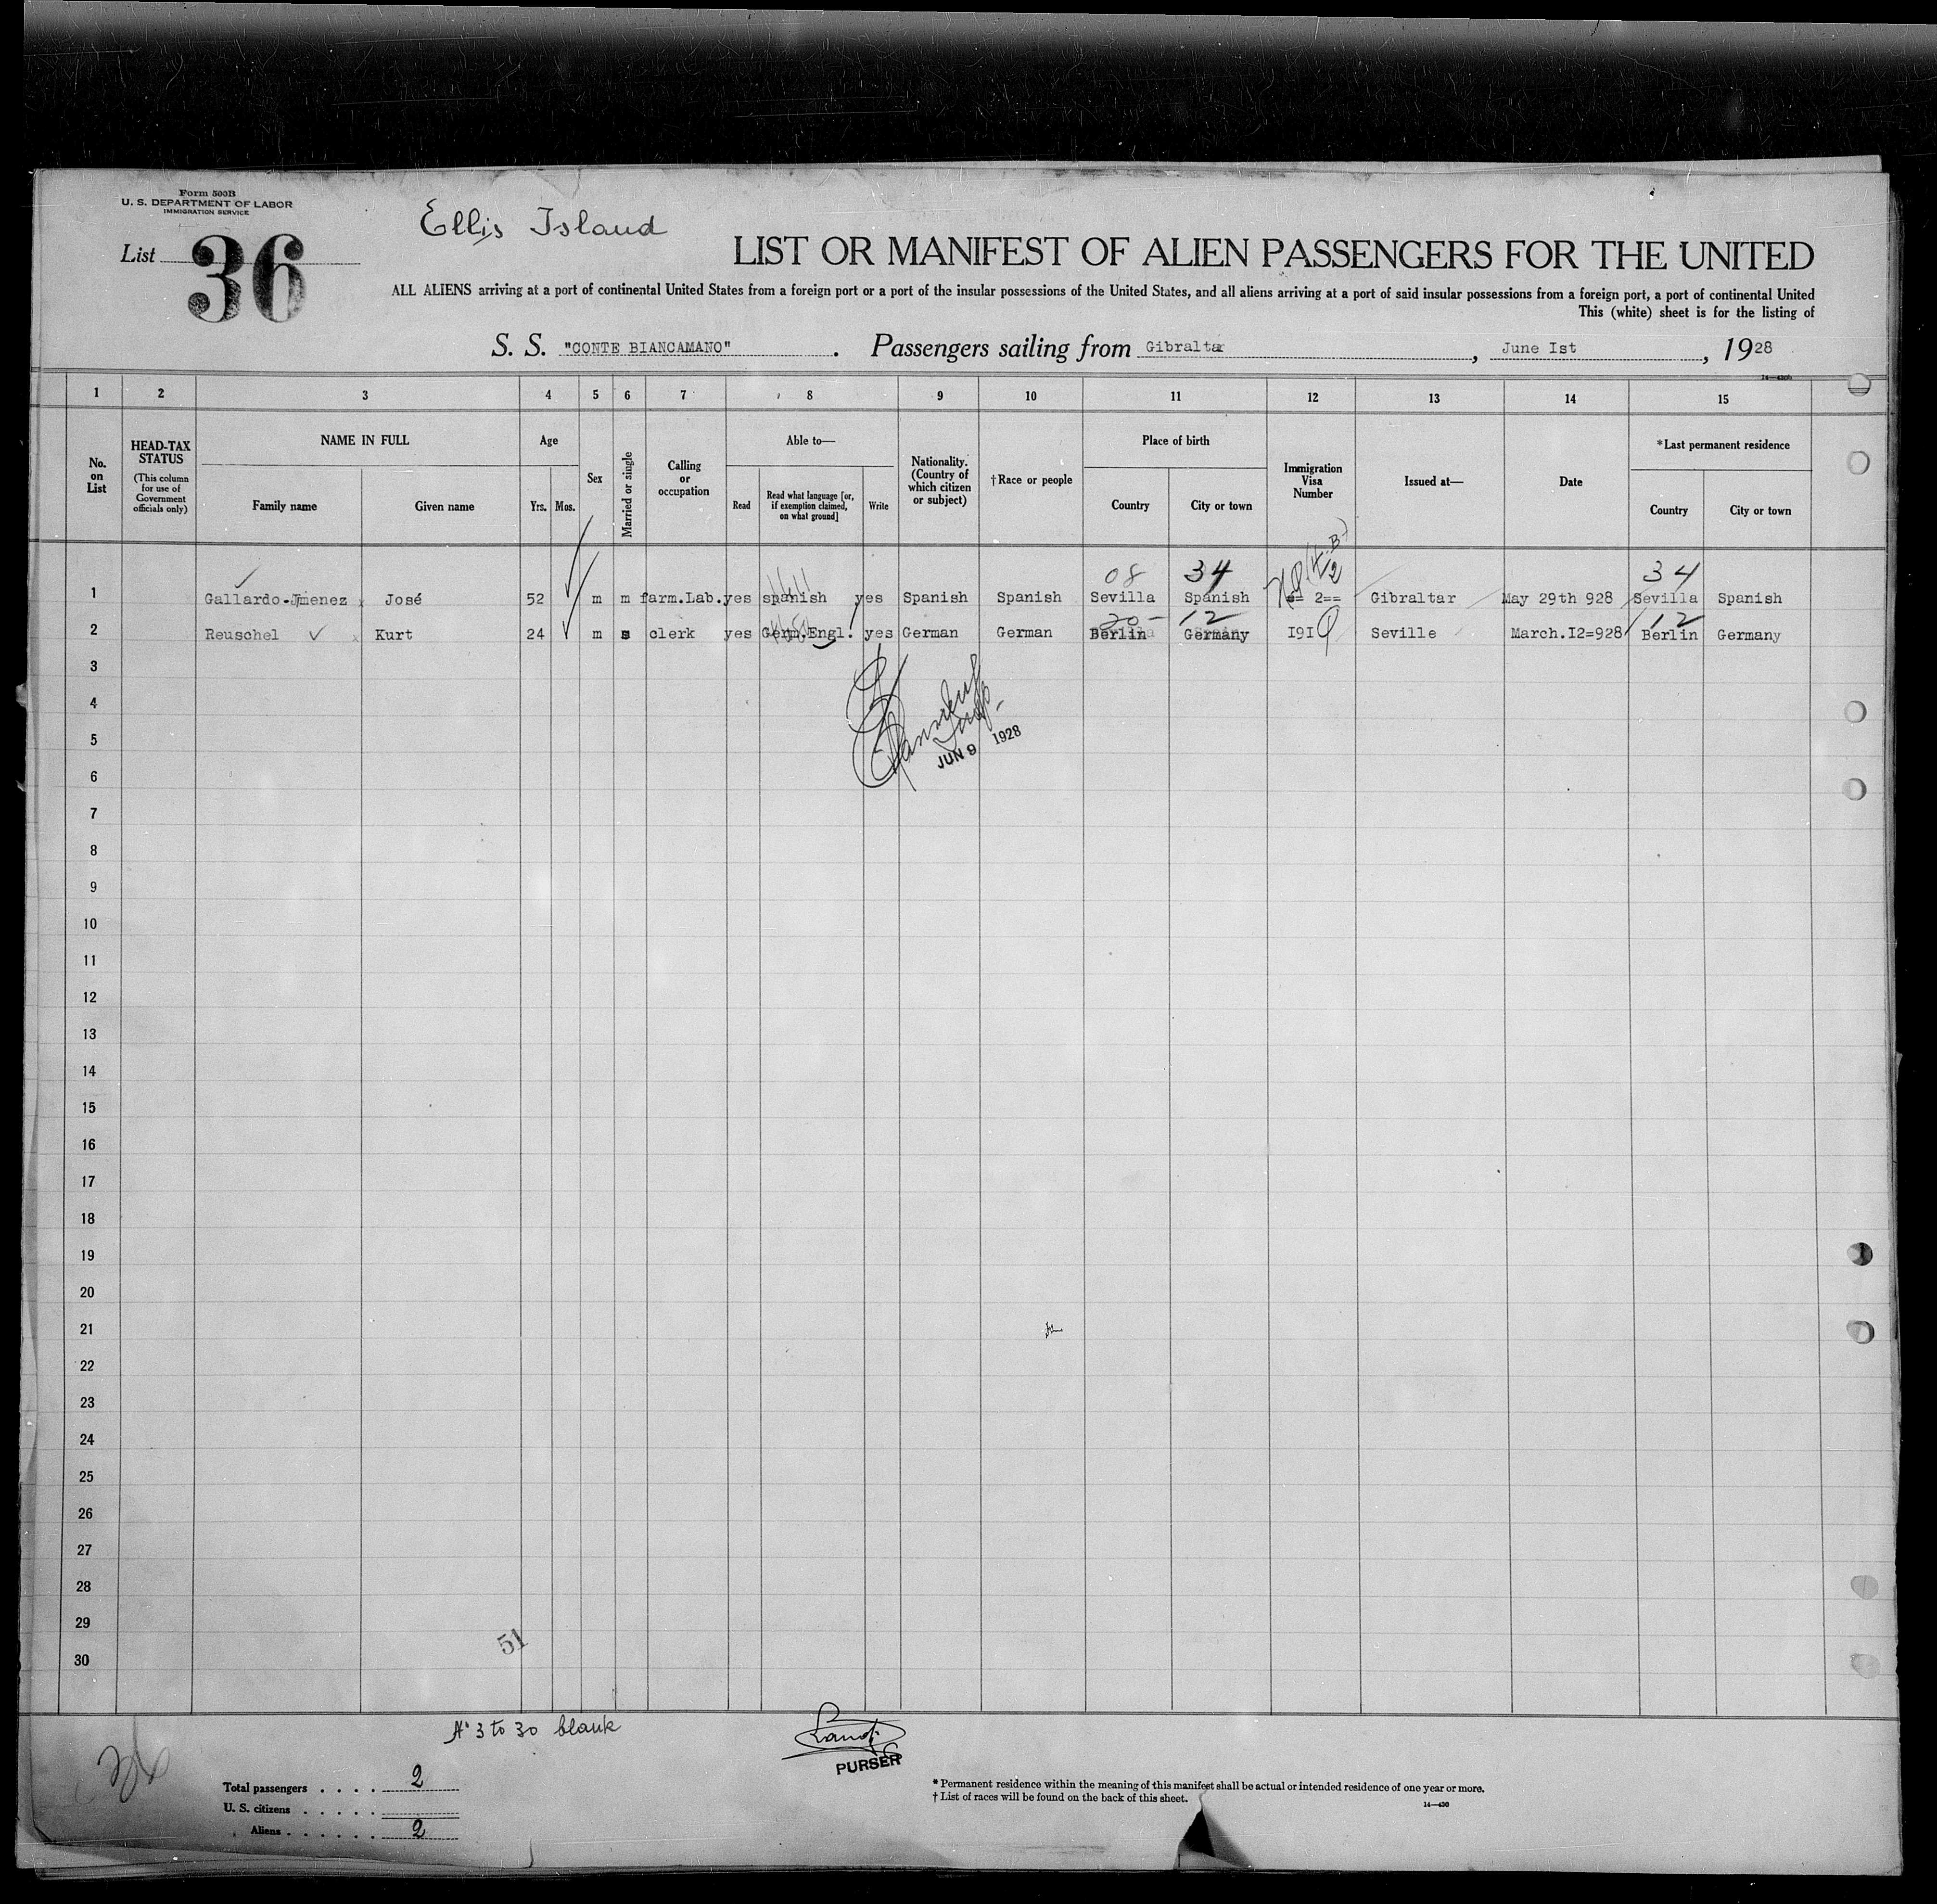 Form 500B
U. S. DEPARTMENT OF LABOR
IMMIGRATION SERVICE
Ellis Island
List 36
LIST OR MANIFEST OF ALIEN PASSENGERS FOR THE UNITED
ALL ALIENS arriving at a port of continental United States from a foreign port or a port of the insular possessions of the United States, and all aliens arriving at a port of said insular possessions from a foreign port, a port of continental United
This (white) sheet is for the listing of
S. S. "CONTE BIANCAMANO". Passengers sailing from Gibraltar, June Ist, 1928
1 2 3 4 5 6 7 8 9 10 11 12 13 14 15
No. on List
HEAD-TAX STATUS
(This column for use of Government officials only)
NAME IN FULL
Family name Given name
Age
Yrs. Mos.
Sex
Married or single
Calling or occupation
Able to—
Read
Read what language [or, if exemption claimed, on what ground]
Write
Nationality. (Country of which citizen or subject)
†Race or people
Place of birth
Country City or town
Immigration Visa Number
Issued at—
Date
*Last permanent residence
Country City or town
08 34 34
1 Gallardo-Jimenez José 52 m m farm.Lab. yes spanish yes Spanish Spanish Sevilla Spanish == 2== Gibraltar May 29th 928 Sevilla Spanish
20- 12 12
2 Reuschel Kurt 24 m s clerk yes Germ.Engl. yes German German Berlin Germany I9I0 Seville March.I2=928 Berlin Germany
3
4
5
JUN 9 1928
6
7
8
9
10
11
12
13
14
15
16
17
18
19
20
21
22
23
24
25
26
27
28
29
51
30
3 to 30 blank
PURSER
Total passengers . . . . 2
U. S. citizens . . . . .
Aliens . . . . . . 2
* Permanent residence within the meaning of this manifest shall be actual or intended residence of one year or more.
† List of races will be found on the back of this sheet.
14—430